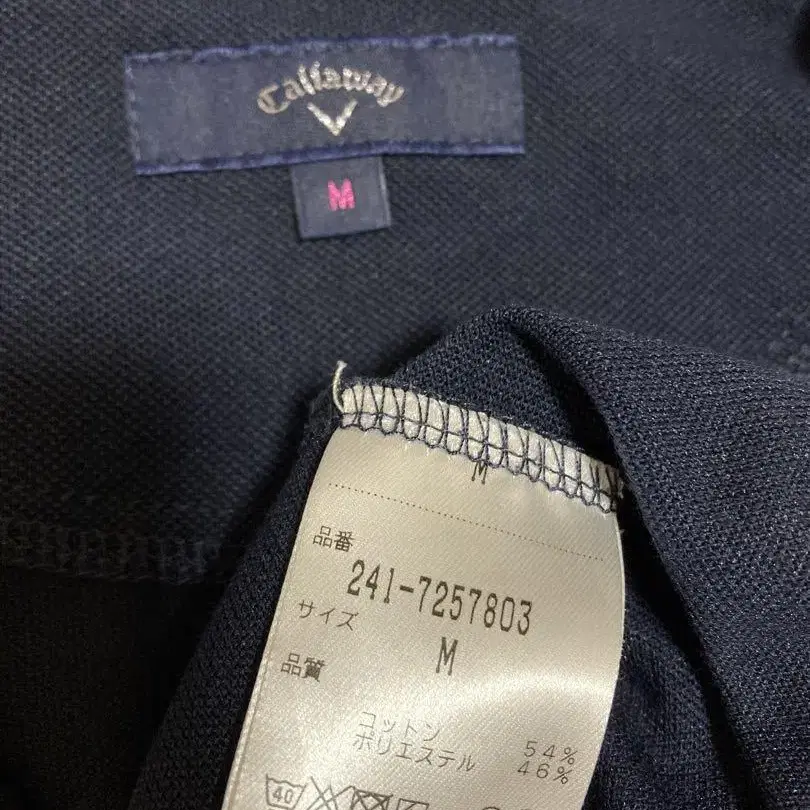 Callaway
M
M
品番
241-7257803
サイズ
M
品質
コットン 54%
ポリエステル 46%
40